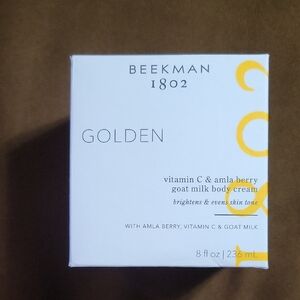 BEEKMAN
1802
GOLDEN
vitamin C & amla berry
goat milk body cream
brightens & evens skin tone
WITH AMLA BERRY, VITAMIN C & GOAT MILK
8 fl oz | 236 mL